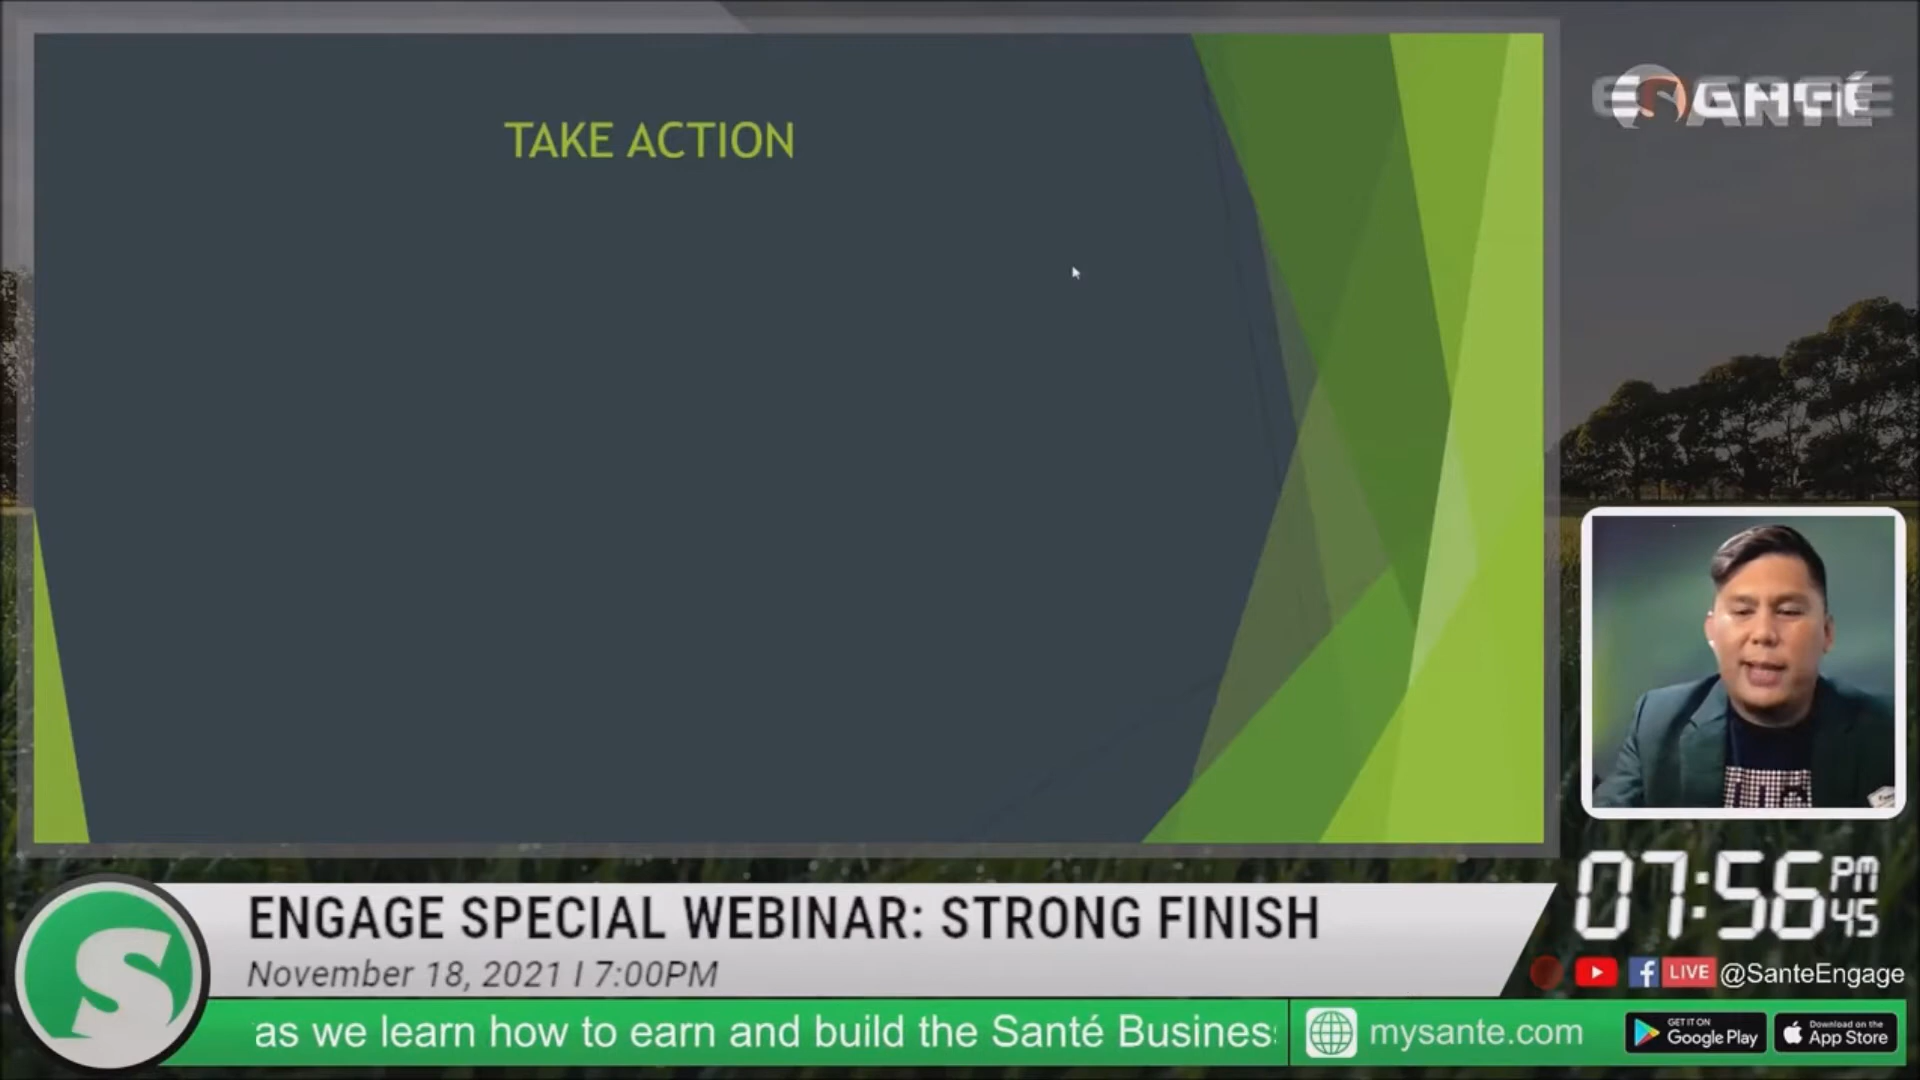 TAKE ACTION
07:56 PM 45
ENGAGE SPECIAL WEBINAR: STRONG FINISH
November 18, 2021 I 7:00PM
LIVE @SanteEngage
as we learn how to earn and build the Santé Business
mysante.com
GET IT ON
Google Play
Download on the
App Store